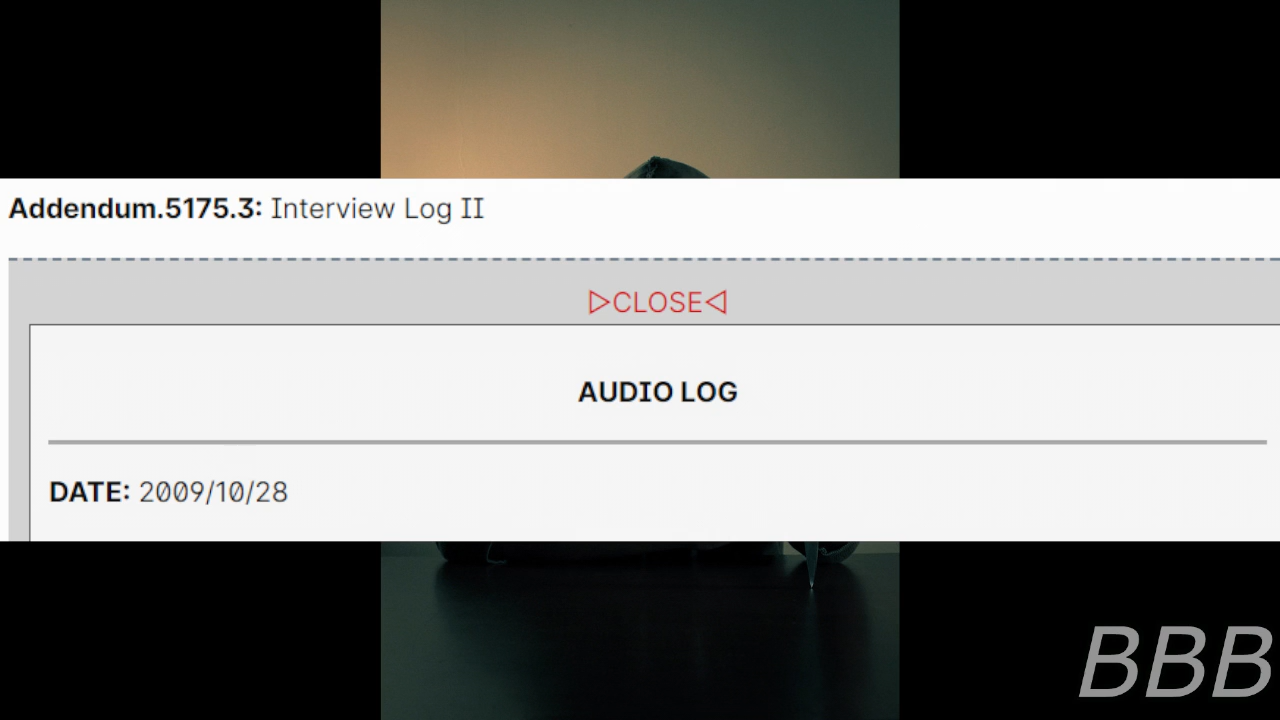 Addendum.5175.3: Interview Log II
▷CLOSE◁
AUDIO LOG
DATE: 2009/10/28
BBB